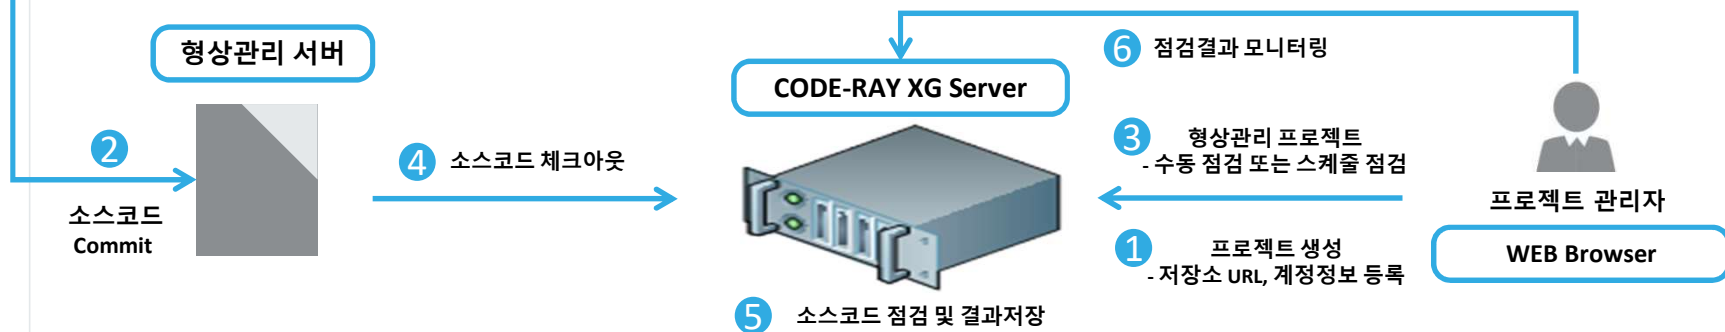 형상관리 서버
2
소스코드
Commit
4 소스코드 체크아웃
CODE-RAY XG Server
5 소스코드 점검 및 결과저장
6 점검결과 모니터링
3 형상관리 프로젝트
- 수동 점검 또는 스케줄 점검
1 프로젝트 생성
- 저장소 URL, 계정정보 등록
프로젝트 관리자
WEB Browser